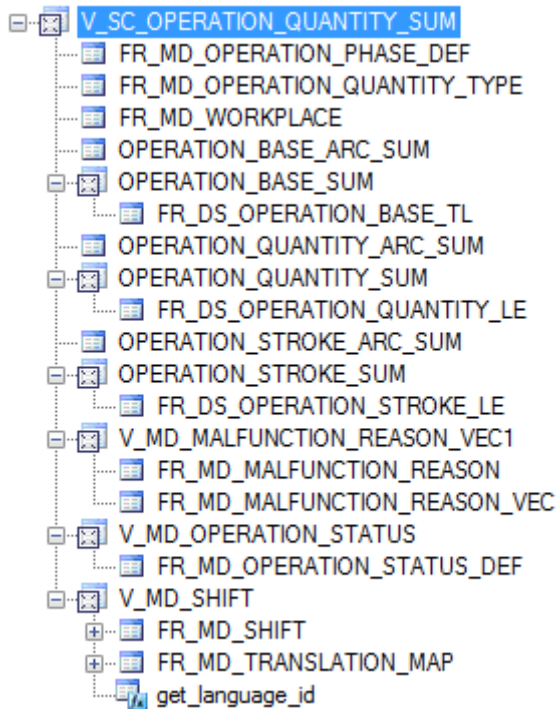 V_SC_OPERATION_QUANTITY_SUM
FR_MD_OPERATION_PHASE_DEF
FR_MD_OPERATION_QUANTITY_TYPE
FR_MD_WORKPLACE
OPERATION_BASE_ARC_SUM
OPERATION_BASE_SUM
FR_DS_OPERATION_BASE_TL
OPERATION_QUANTITY_ARC_SUM
OPERATION_QUANTITY_SUM
FR_DS_OPERATION_QUANTITY_LE
OPERATION_STROKE_ARC_SUM
OPERATION_STROKE_SUM
FR_DS_OPERATION_STROKE_LE
V_MD_MALFUNCTION_REASON_VEC1
FR_MD_MALFUNCTION_REASON
FR_MD_MALFUNCTION_REASON_VEC
V_MD_OPERATION_STATUS
FR_MD_OPERATION_STATUS_DEF
V_MD_SHIFT
FR_MD_SHIFT
FR_MD_TRANSLATION_MAP
get_language_id